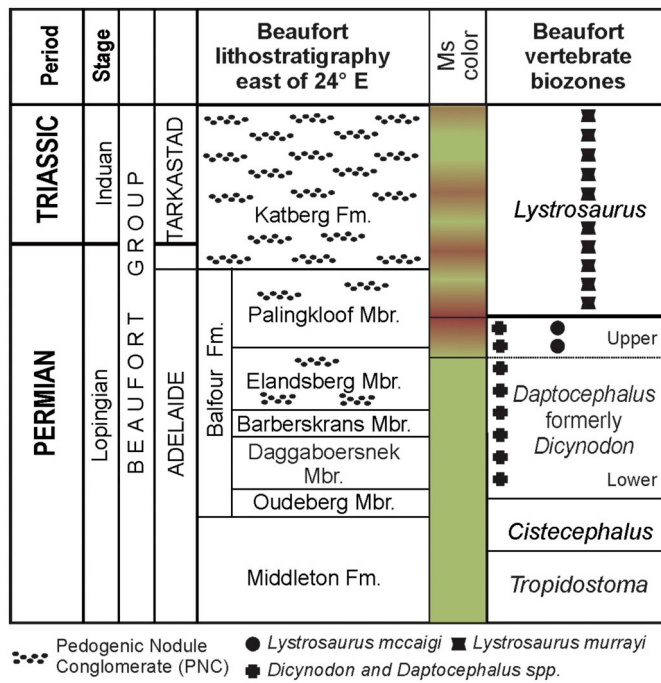 Period
Stage
Beaufort
lithostratigraphy
east of 24° E
Ms
color
Beaufort
vertebrate
biozones
TRIASSIC
PERMIAN
Induan
Lopingian
BEAUFORT GROUP
TARKASTAD
ADELAIDE
Katberg Fm.
Balfour Fm.
Palingkloof Mbr.
Elandsberg Mbr.
Barberskrans Mbr.
Daggaboersnek
Mbr.
Oudeberg Mbr.
Middleton Fm.
Lystrosaurus
Upper
Daptocephalus
formerly
Dicynodon
Lower
Cistecephalus
Tropidostoma
Pedogenic Nodule
Conglomerate (PNC)
Lystrosaurus mccaigi
Lystrosaurus murrayi
Dicynodon and Daptocephalus spp.